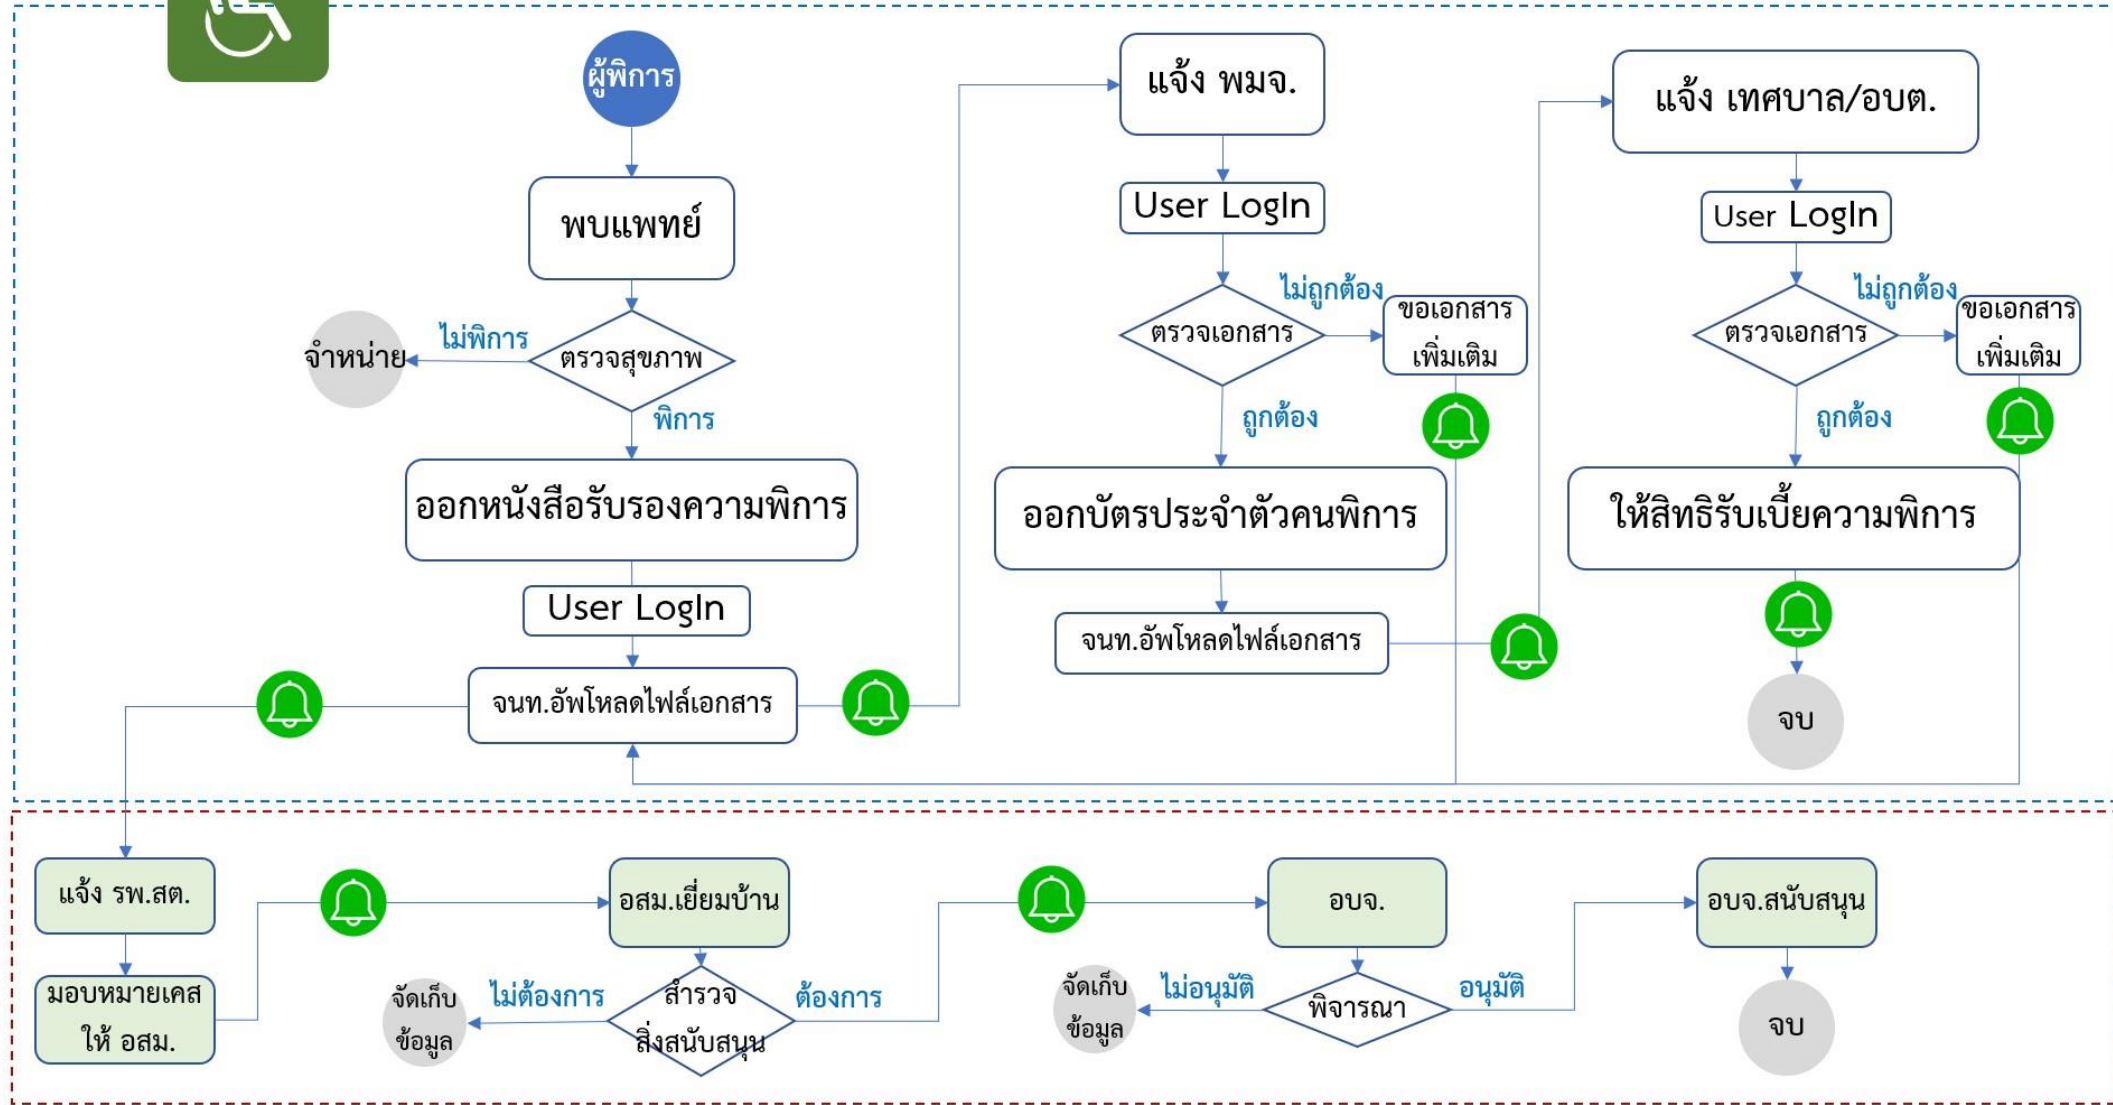 ผู้พิการ
พบแพทย์
ตรวจสุขภาพ
ไม่พิการ
จำหน่าย
พิการ
ออกหนังสือรับรองความพิการ
User LogIn
จนท.อัพโหลดไฟล์เอกสาร
แจ้ง พมจ.
User LogIn
ตรวจเอกสาร
ไม่ถูกต้อง
ขอเอกสาร
เพิ่มเติม
ถูกต้อง
ออกบัตรประจำตัวคนพิการ
จนท.อัพโหลดไฟล์เอกสาร
แจ้ง เทศบาล/อบต.
User LogIn
ตรวจเอกสาร
ไม่ถูกต้อง
ขอเอกสาร
เพิ่มเติม
ถูกต้อง
ให้สิทธิรับเบี้ยความพิการ
จบ
แจ้ง รพ.สต.
มอบหมายเคส
ให้ อสม.
อสม.เยี่ยมบ้าน
สำรวจ
สิ่งสนับสนุน
ไม่ต้องการ
จัดเก็บ
ข้อมูล
ต้องการ
อบจ.
พิจารณา
ไม่อนุมัติ
จัดเก็บ
ข้อมูล
อนุมัติ
อบจ.สนับสนุน
จบ